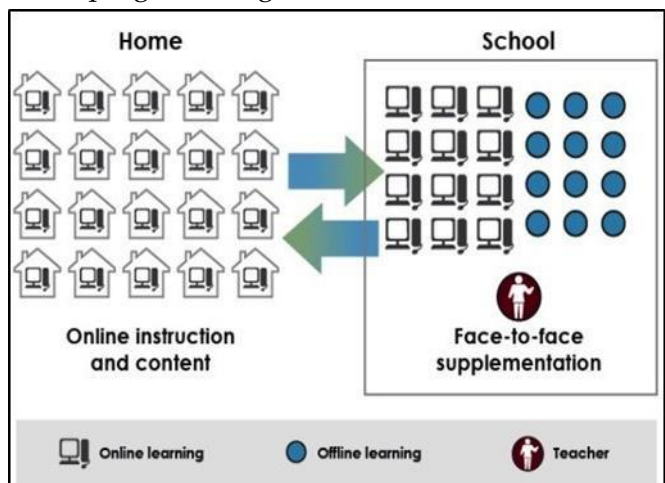 Home
School
Online instruction
and content
Face-to-face
supplementation
Online learning
Offline learning
Teacher